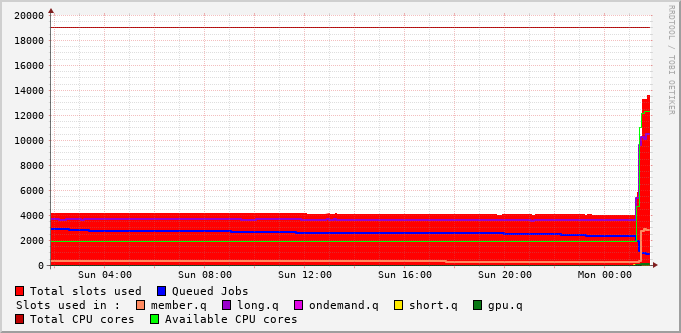 20000
18000
16000
14000
12000
10000
8000
6000
4000
2000
0
Sun 04:00 Sun 08:00 Sun 12:00 Sun 16:00 Sun 20:00 Mon 00:00
Total slots used Queued Jobs
Slots used in : member.q long.q ondemand.q short.q gpu.q
Total CPU cores Available CPU cores
RRDTOOL / TOBI OETIKER